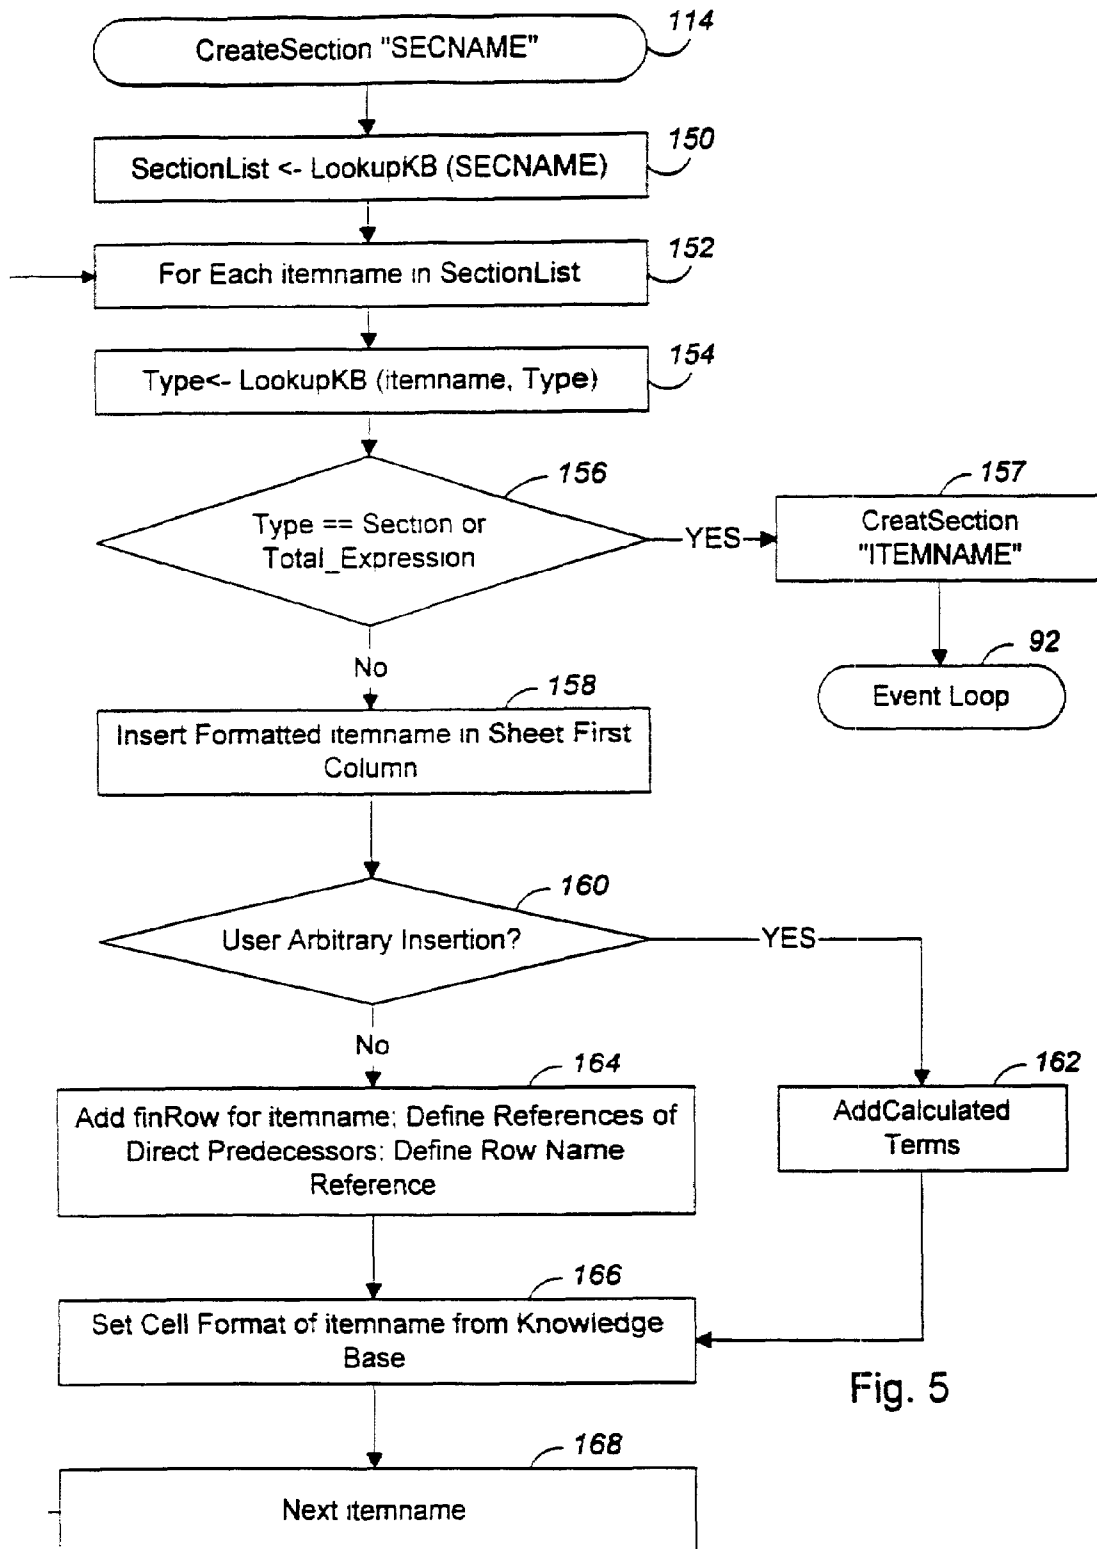 CreateSection "SECNAME"
114
SectionList <- LookupKB (SECNAME)
150
For Each itemname in SectionList
152
Type<- LookupKB (itemname, Type)
154
156
Type == Section or
Total_Expression
YES
157
CreatSection
"ITEMNAME"
92
Event Loop
No
158
Insert Formatted itemname in Sheet First
Column
160
User Arbitrary Insertion?
YES
No
164
Add finRow for itemname; Define References of
Direct Predecessors; Define Row Name
Reference
162
AddCalculated
Terms
166
Set Cell Format of itemname from Knowledge
Base
Fig. 5
168
Next itemname